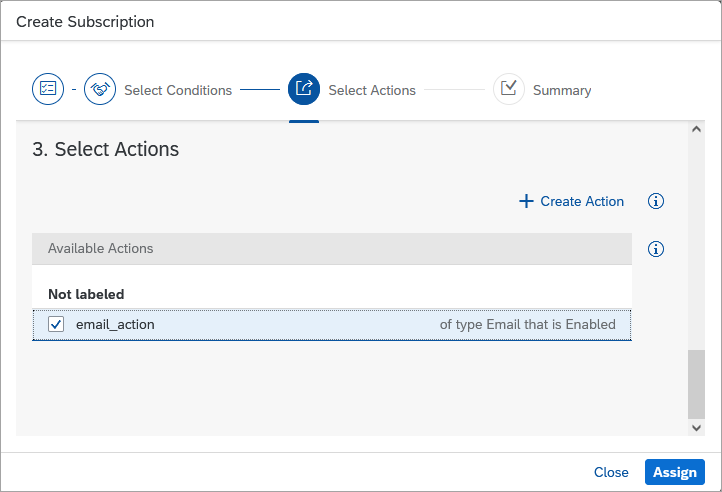 Create Subscription
Select Conditions Select Actions Summary
3. Select Actions
Create Action
Available Actions
Not labeled
email_action of type Email that is Enabled
Close Assign